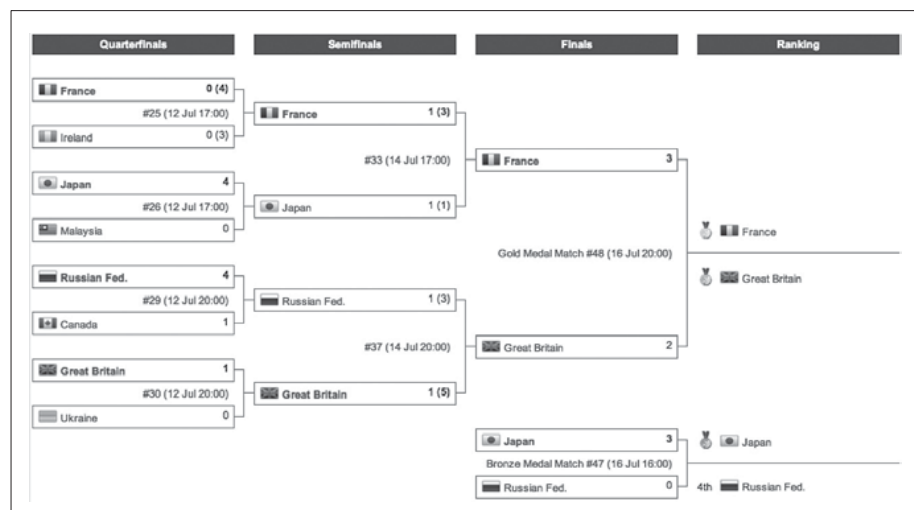 Quarterfinals Semifinals Finals Ranking
France 0 (4)
#25 (12 Jul 17:00)
Ireland 0 (3)
Japan 4
#26 (12 Jul 17:00)
Malaysia 0
Russian Fed. 4
#29 (12 Jul 20:00)
Canada 1
Great Britain 1
#30 (12 Jul 20:00)
Ukraine 0
France 1 (3)
#33 (14 Jul 17:00)
Japan 1 (1)
Russian Fed. 1 (3)
#37 (14 Jul 20:00)
Great Britain 1 (5)
France 3
Gold Medal Match #48 (16 Jul 20:00)
Great Britain 2
Japan 3
Bronze Medal Match #47 (16 Jul 16:00)
Russian Fed. 0
France
Great Britain
Japan
4th Russian Fed.